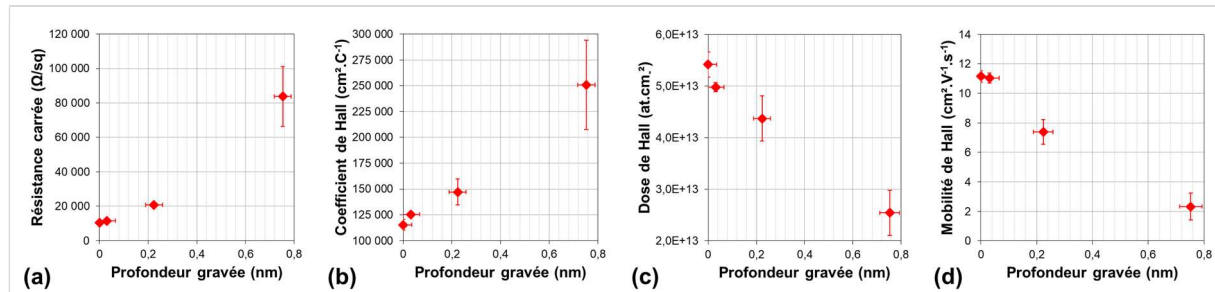 Résistance carrée (Ω/sq)
120 000
100 000
80 000
60 000
40 000
20 000
0
0 0,2 0,4 0,6 0,8
(a) Profondeur gravée (nm)
Coefficient de Hall (cm².C⁻¹)
300 000
275 000
250 000
225 000
200 000
175 000
150 000
125 000
100 000
0 0,2 0,4 0,6 0,8
(b) Profondeur gravée (nm)
Dose de Hall (at.cm.²)
6,0E+13
5,0E+13
4,0E+13
3,0E+13
2,0E+13
0 0,2 0,4 0,6 0,8
(c) Profondeur gravée (nm)
Mobilité de Hall (cm².V⁻¹.s⁻¹)
14
12
10
8
6
4
2
0
0 0,2 0,4 0,6 0,8
(d) Profondeur gravée (nm)